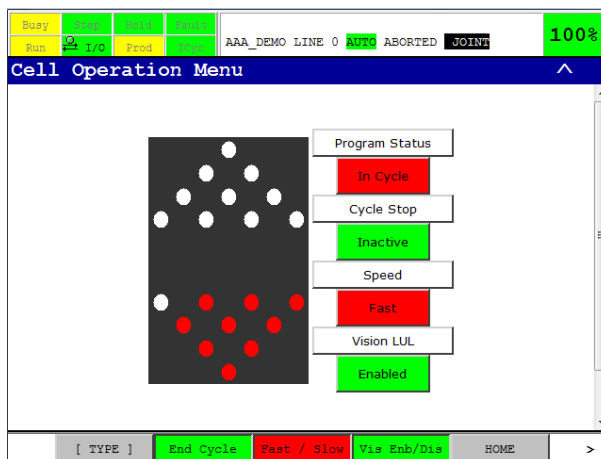 Busy Step Hold Fault
Run I/O Prod TCyc
AAA_DEMO LINE 0 AUTO ABORTED JOINT
100%
Cell Operation Menu ^
Program Status
In Cycle
Cycle Stop
Inactive
Speed
Fast
Vision LUL
Enabled
[ TYPE ] End Cycle Fast / Slow Vis Enb/Dis HOME >